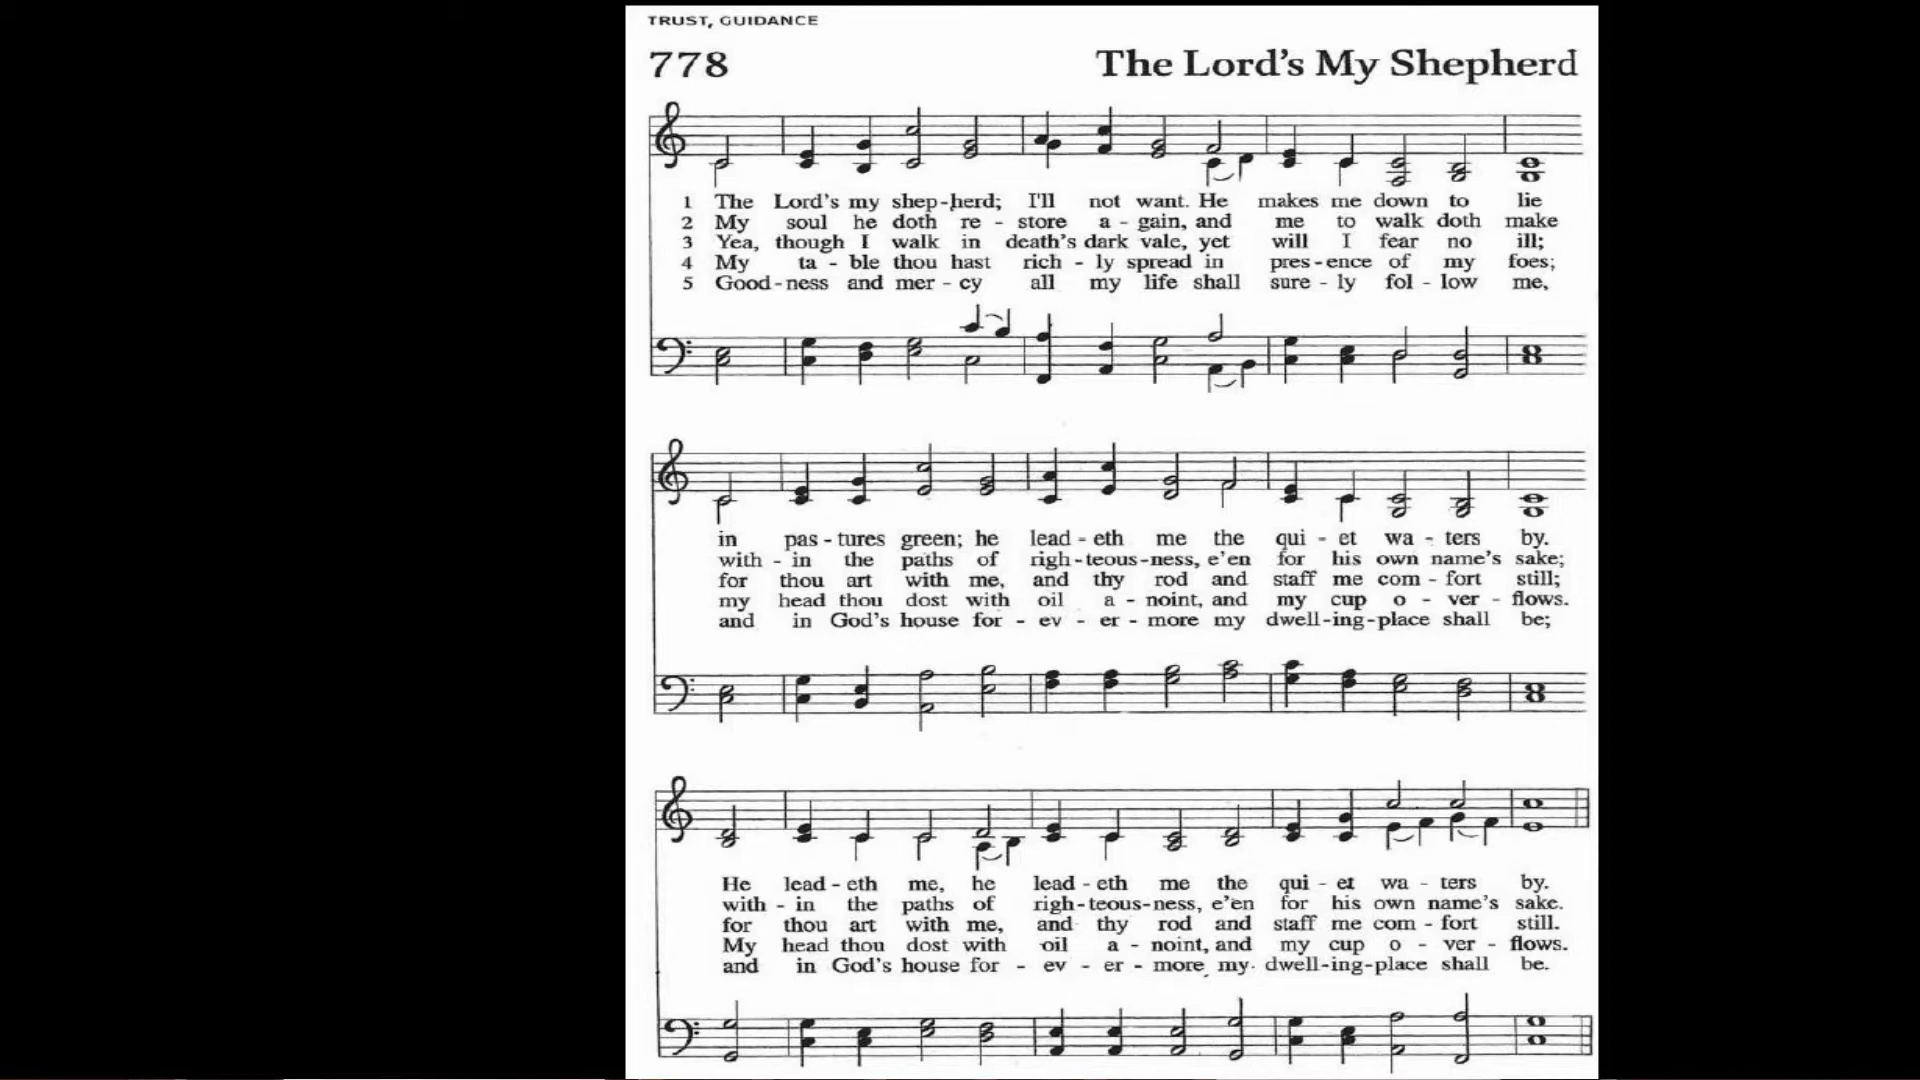 TRUST, GUIDANCE
778 The Lord's My Shepherd
1 The Lord's my shep-herd; I'll not want. He makes me down to lie
2 My soul he doth re - store a - gain, and me to walk doth make
3 Yea, though I walk in death's dark vale, yet will I fear no ill;
4 My ta - ble thou hast rich - ly spread in pres-ence of my foes;
5 Good-ness and mer - cy all my life shall sure - ly fol - low me,
in pas - tures green; he lead - eth me the qui - et wa - ters by.
with - in the paths of righ-teous-ness, e'en for his own name's sake;
for thou art with me, and thy rod and staff me com - fort still;
my head thou dost with oil a - noint, and my cup o - ver - flows.
and in God's house for - ev - er - more my dwell-ing-place shall be;
He lead - eth me, he lead - eth me the qui - et wa - ters by.
with - in the paths of righ-teous-ness, e'en for his own name's sake.
for thou art with me, and thy rod and staff me com - fort still.
My head thou dost with oil a - noint, and my cup o - ver - flows.
and in God's house for - ev - er - more my dwell-ing-place shall be.